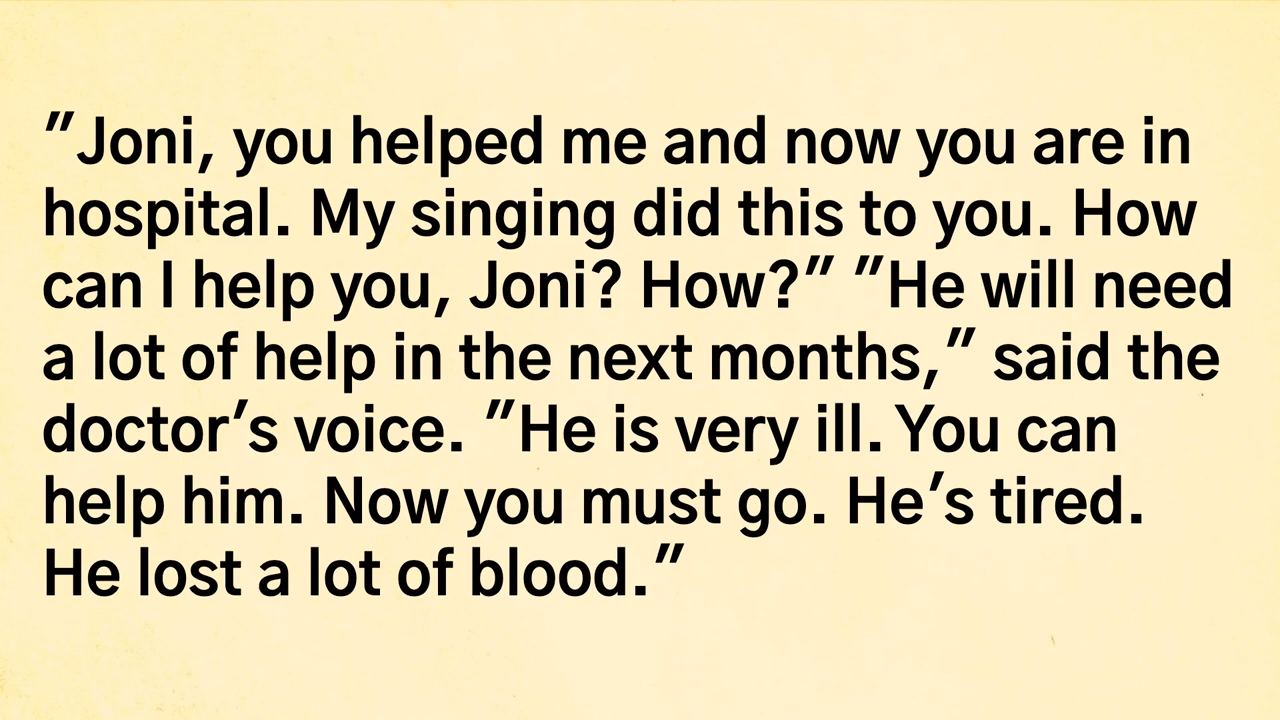 "Joni, you helped me and now you are in
hospital. My singing did this to you. How
can I help you, Joni? How?" "He will need
a lot of help in the next months," said the
doctor's voice. "He is very ill. You can
help him. Now you must go. He's tired.
He lost a lot of blood."